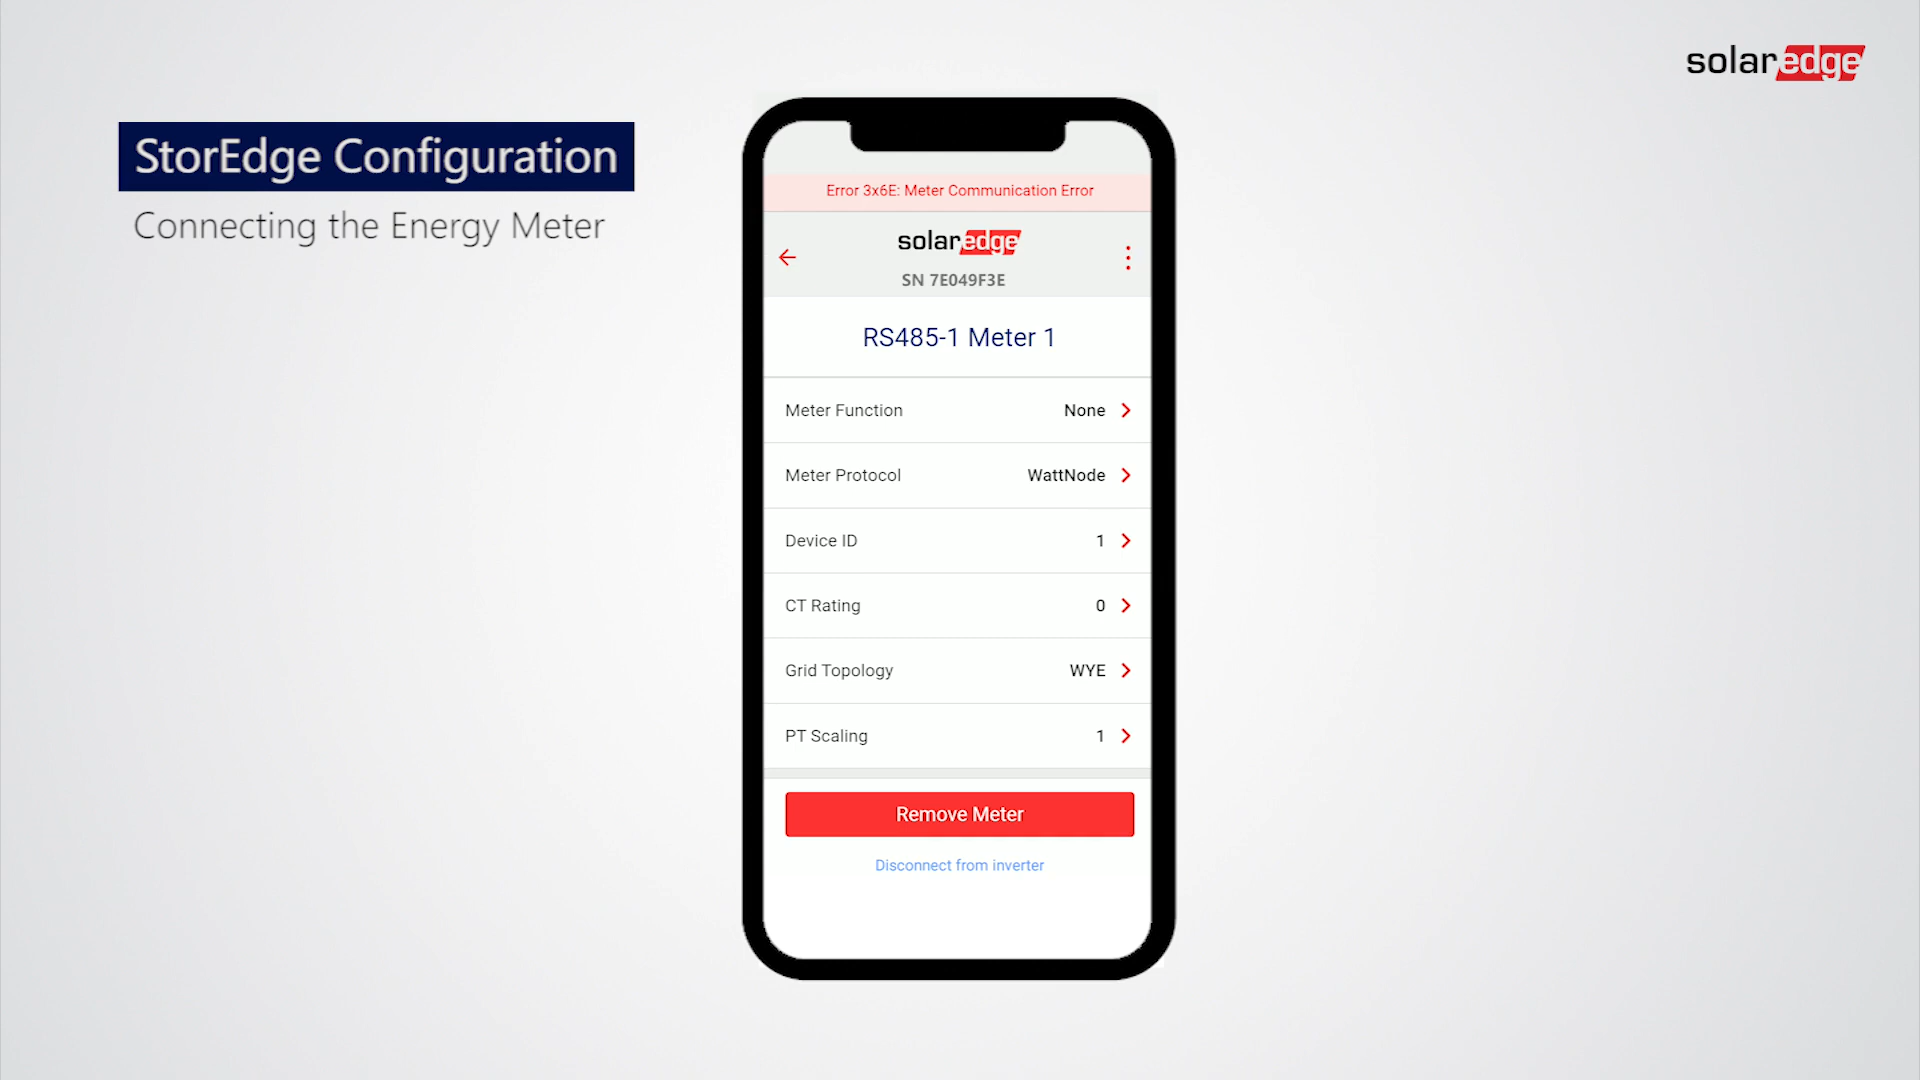 solaredge
StorEdge Configuration
Connecting the Energy Meter
Error 3x6E: Meter Communication Error
solaredge
SN 7E049F3E
RS485-1 Meter 1
Meter Function None
Meter Protocol WattNode
Device ID 1
CT Rating 0
Grid Topology WYE
PT Scaling 1
Remove Meter
Disconnect from inverter